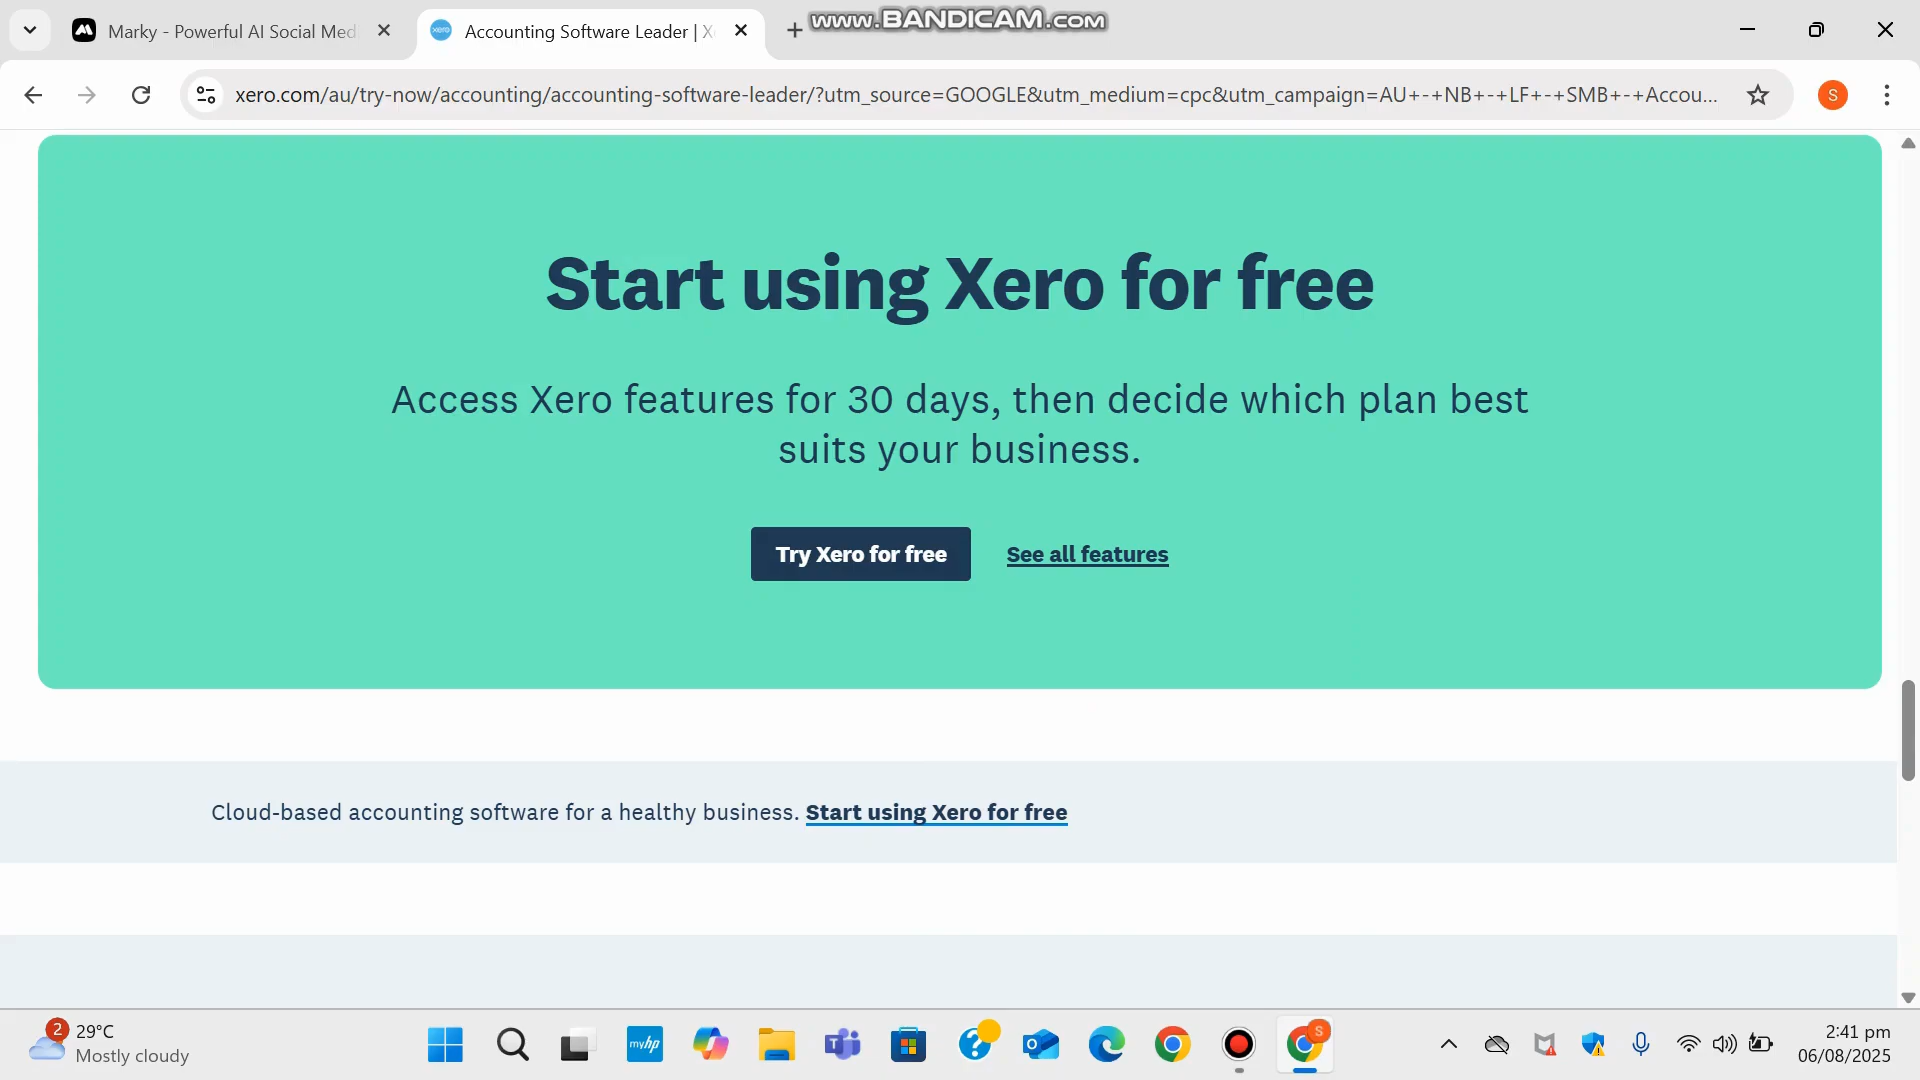 Marky - Powerful AI Social Med
Accounting Software Leader | X
www.BANDICAM.com
xero.com/au/try-now/accounting/accounting-software-leader/?utm_source=GOOGLE&utm_medium=cpc&utm_campaign=AU+-+NB+-+LF+-+SMB+-+Accou...
S
Start using Xero for free
Access Xero features for 30 days, then decide which plan best
suits your business.
Try Xero for free
See all features
Cloud-based accounting software for a healthy business. Start using Xero for free
2
29°C
Mostly cloudy
myhp
S
2:41 pm
06/08/2025